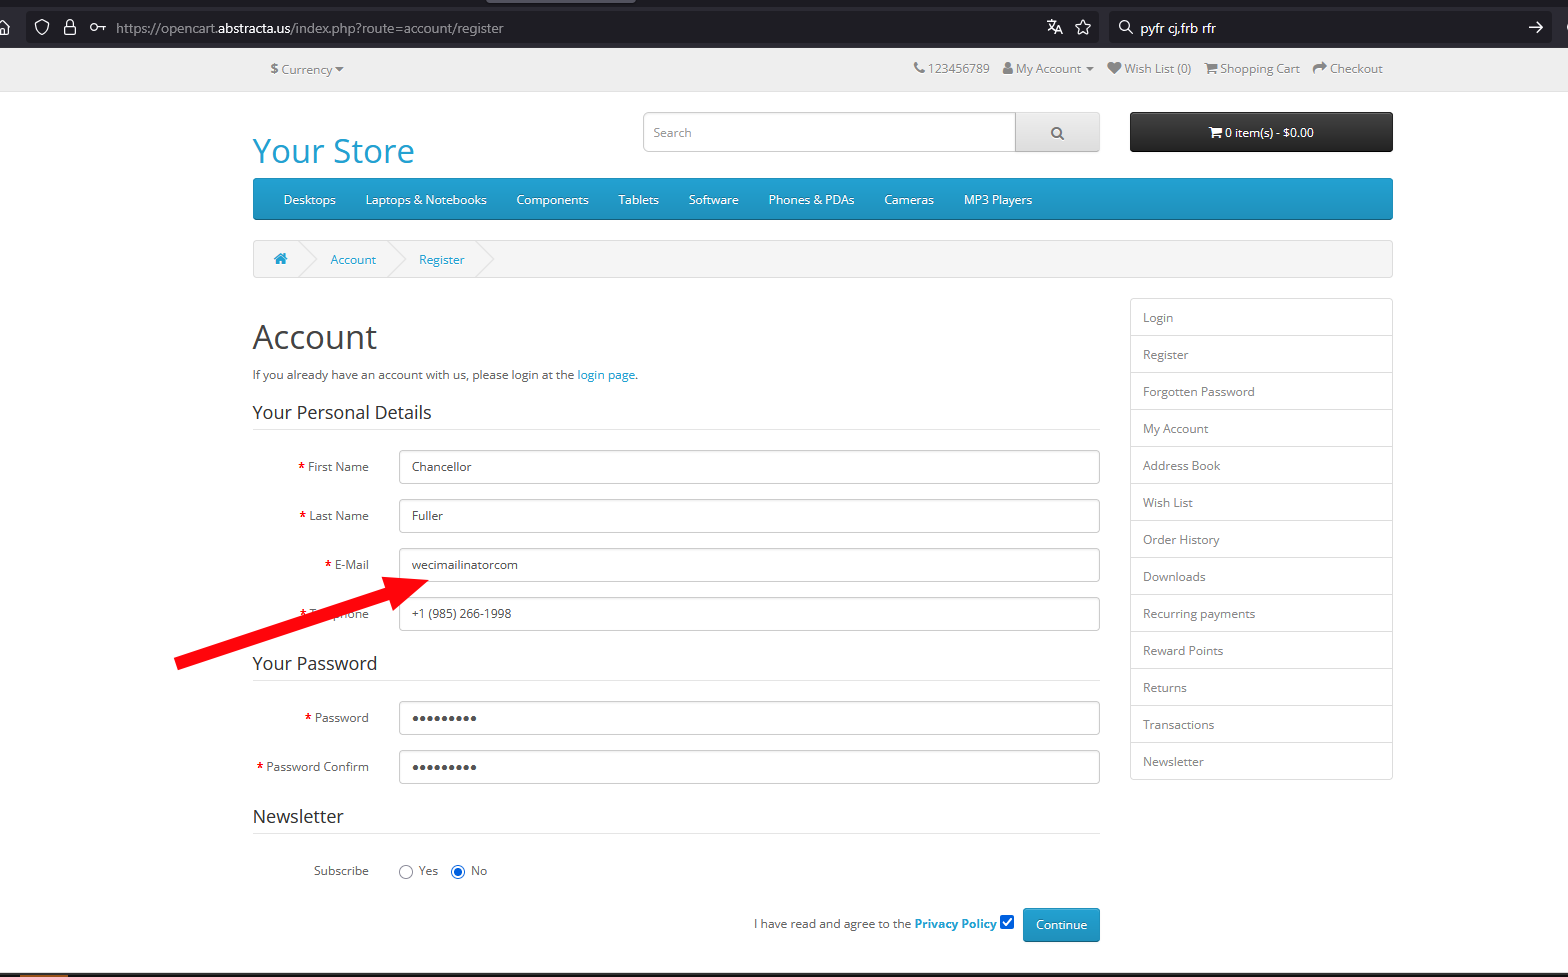 https://opencart.abstracta.us/index.php?route=account/register
pyfr cj,frb rfr
$ Currency
123456789 My Account Wish List (0) Shopping Cart Checkout
Your Store
Search
0 item(s) - $0.00
Desktops Laptops & Notebooks Components Tablets Software Phones & PDAs Cameras MP3 Players
Account Register
Account
If you already have an account with us, please login at the login page.
Your Personal Details
* First Name Chancellor
* Last Name Fuller
* E-Mail wecimailinatorcom
+1 (985) 266-1998
Your Password
* Password •••••••••
* Password Confirm •••••••••
Newsletter
Subscribe Yes No
I have read and agree to the Privacy Policy Continue
Login
Register
Forgotten Password
My Account
Address Book
Wish List
Order History
Downloads
Recurring payments
Reward Points
Returns
Transactions
Newsletter